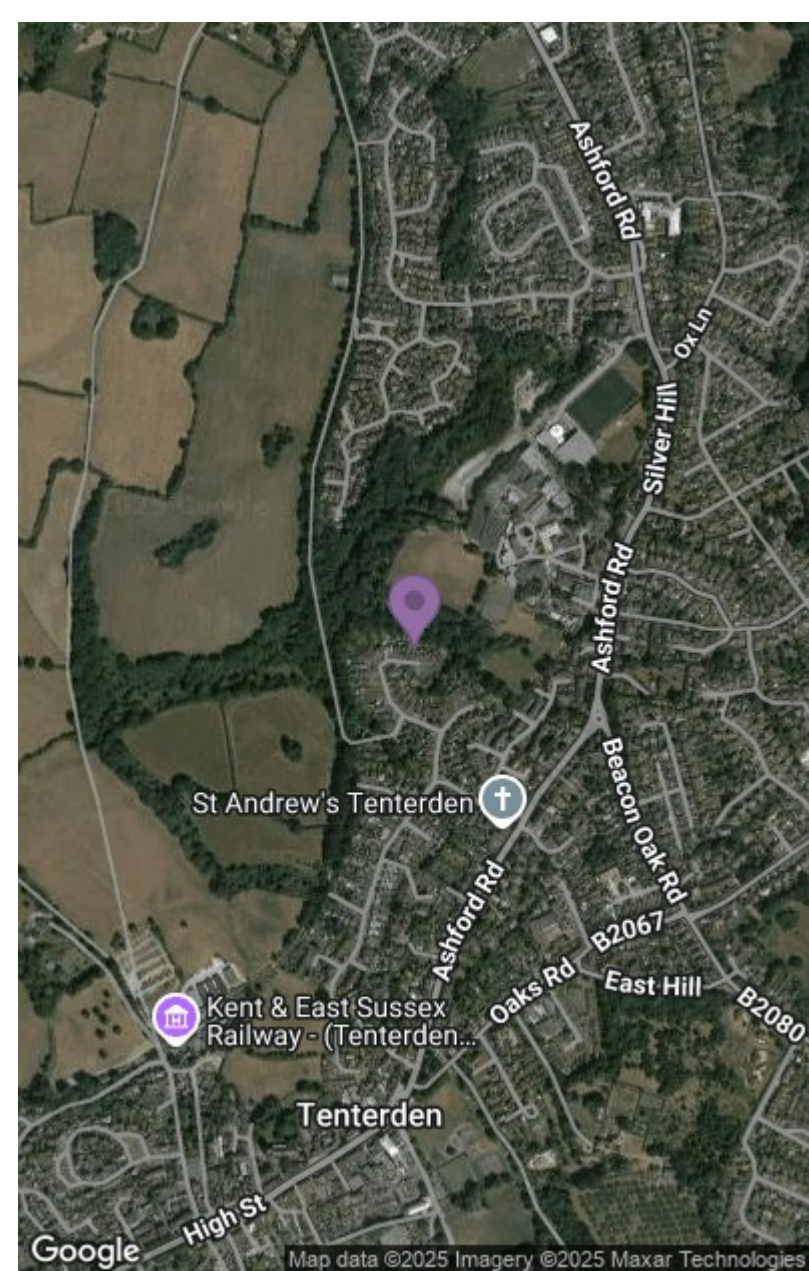 Ashford Rd
Ox Ln
Silver Hill
Ashford Rd
Beacon Oak Rd
St Andrew's Tenterden
Ashford Rd
B2067
Oaks Rd
East Hill
B2080
Kent & East Sussex
Railway - (Tenterden...
Tenterden
High St
Google
Map data ©2025 Imagery ©2025 Maxar Technologies